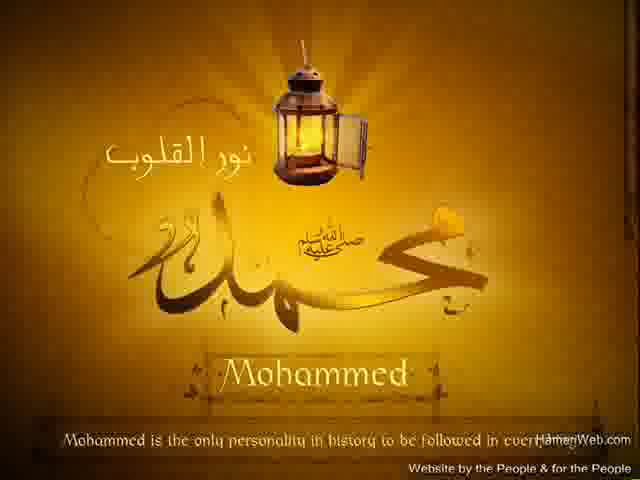 نور القلوب
محمد
صلى الله عليه وسلم
Mohammed
Mohammed is the only personality in history to be followed in
HamariWeb.com
Website by the People & for the People